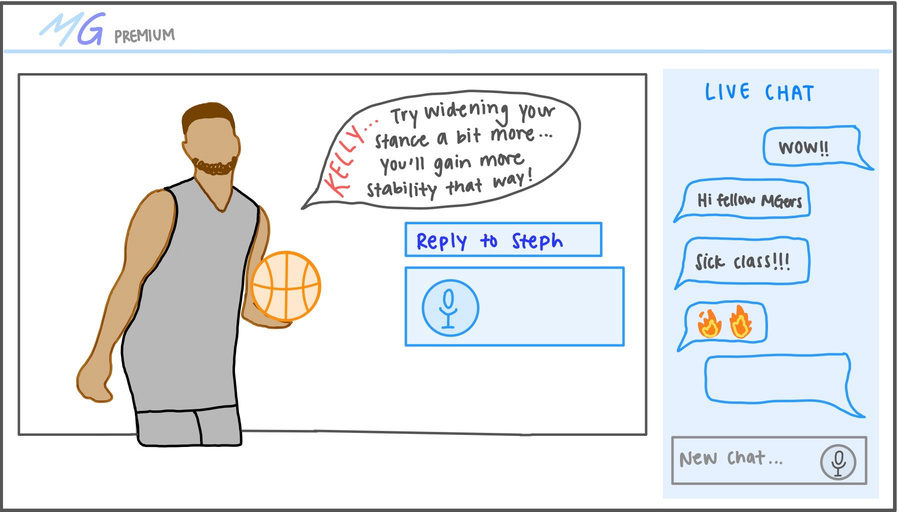 MG PREMIUM
KELLY... Try widening your
stance a bit more...
you'll gain more
stability that way!
Reply to Steph
LIVE CHAT
WOW!!
Hi fellow MGers
Sick class!!!
New chat...